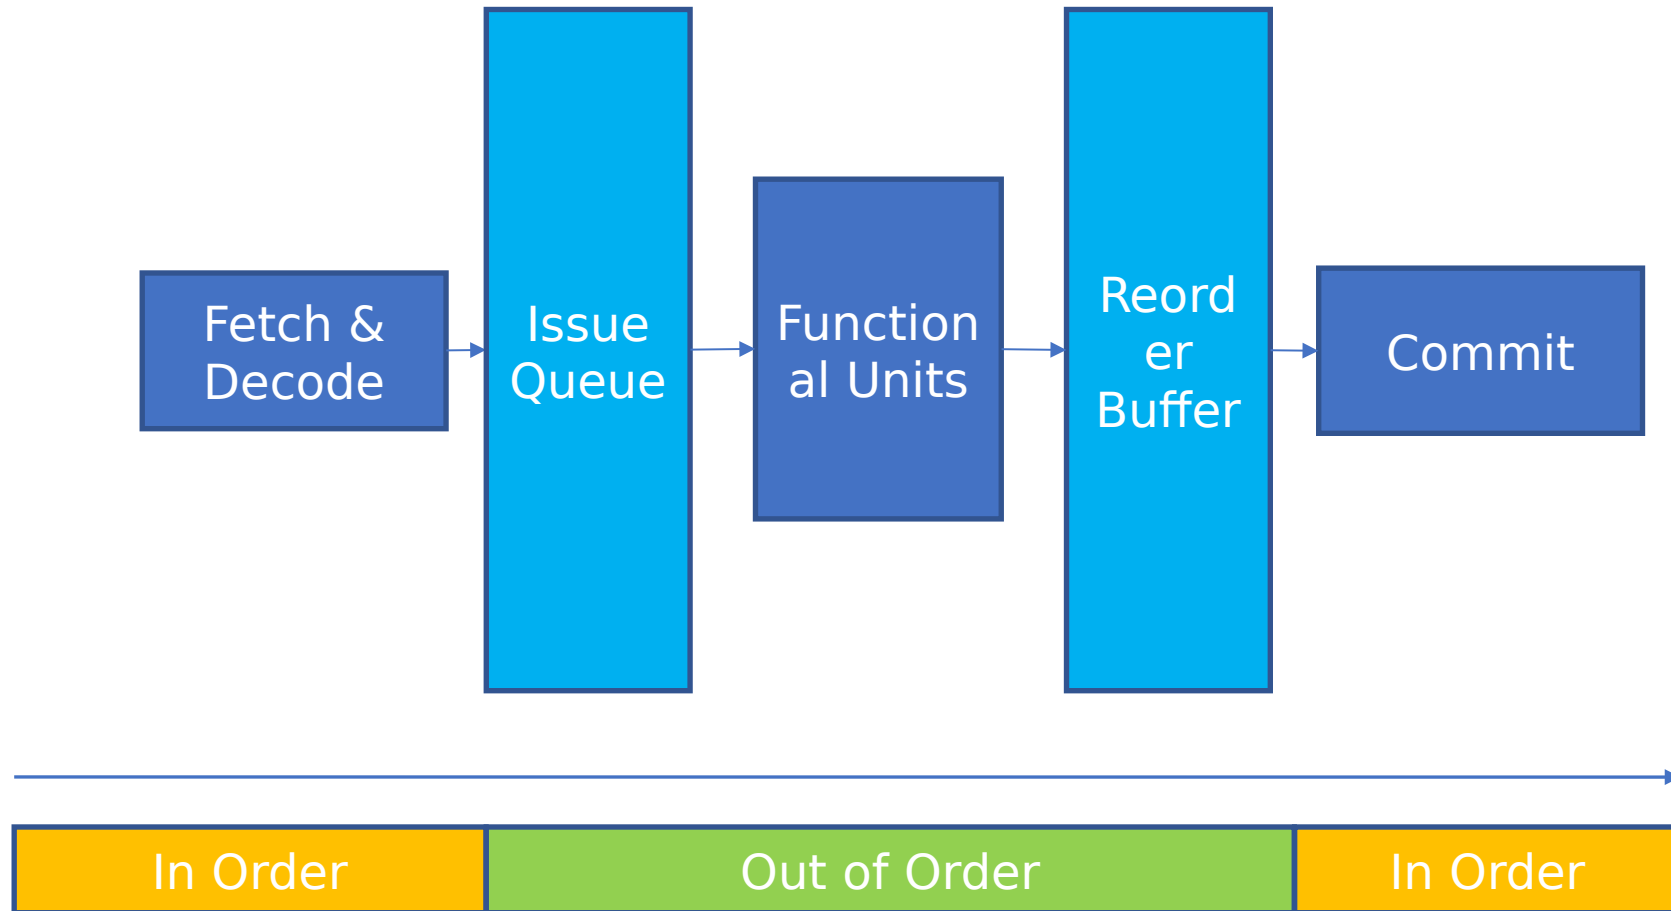 Fetch &
Decode
Issue
Queue
Function
al Units
Reord
er
Buffer
Commit
In Order
Out of Order
In Order